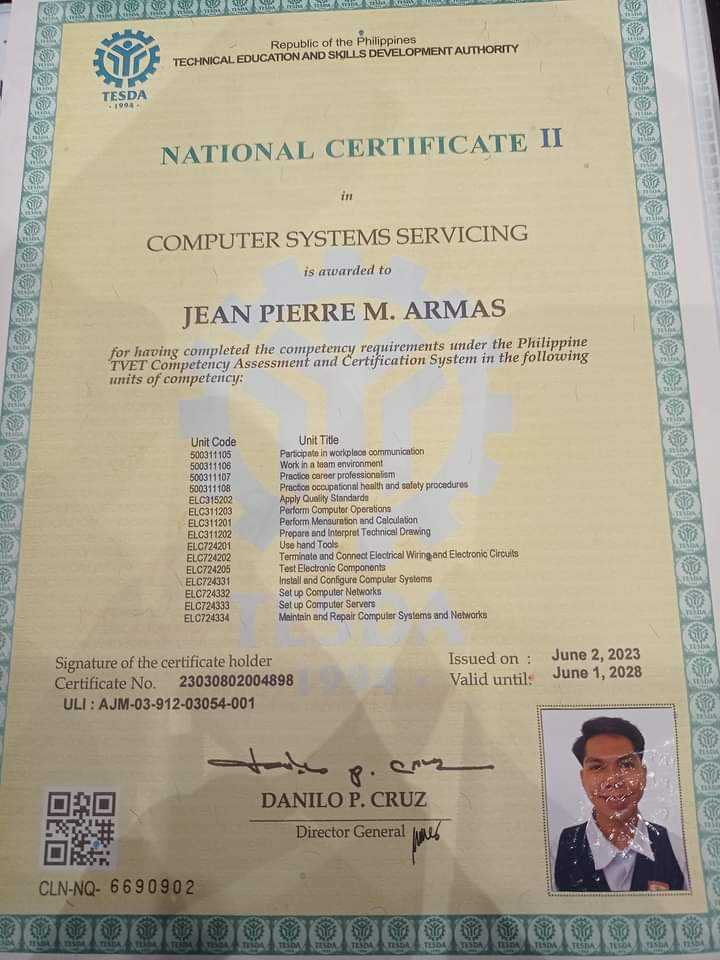 Republic of the Philippines
TECHNICAL EDUCATION AND SKILLS DEVELOPMENT AUTHORITY
TESDA
· 1994 ·
NATIONAL CERTIFICATE II
in
COMPUTER SYSTEMS SERVICING
is awarded to
JEAN PIERRE M. ARMAS
for having completed the competency requirements under the Philippine
TVET Competency Assessment and Certification System in the following
units of competency:
Unit Code Unit Title
500311105 Participate in workplace communication
500311106 Work in a team environment
500311107 Practice career professionalism
500311108 Practice occupational health and safety procedures
ELC315202 Apply Quality Standards
ELC311203 Perform Computer Operations
ELC311201 Perform Mensuration and Calculation
ELC311202 Prepare and Interpret Technical Drawing
ELC724201 Use hand Tools
ELC724202 Terminate and Connect Electrical Wiring and Electronic Circuits
ELC724205 Test Electronic Components
ELC724331 Install and Configure Computer Systems
ELC724332 Set up Computer Networks
ELC724333 Set up Computer Servers
ELC724334 Maintain and Repair Computer Systems and Networks
TESDA
1994
Signature of the certificate holder
Certificate No. 23030802004898
ULI : AJM-03-912-03054-001
Issued on : June 2, 2023
Valid until: June 1, 2028
DANILO P. CRUZ
Director General
CLN-NQ- 6690902